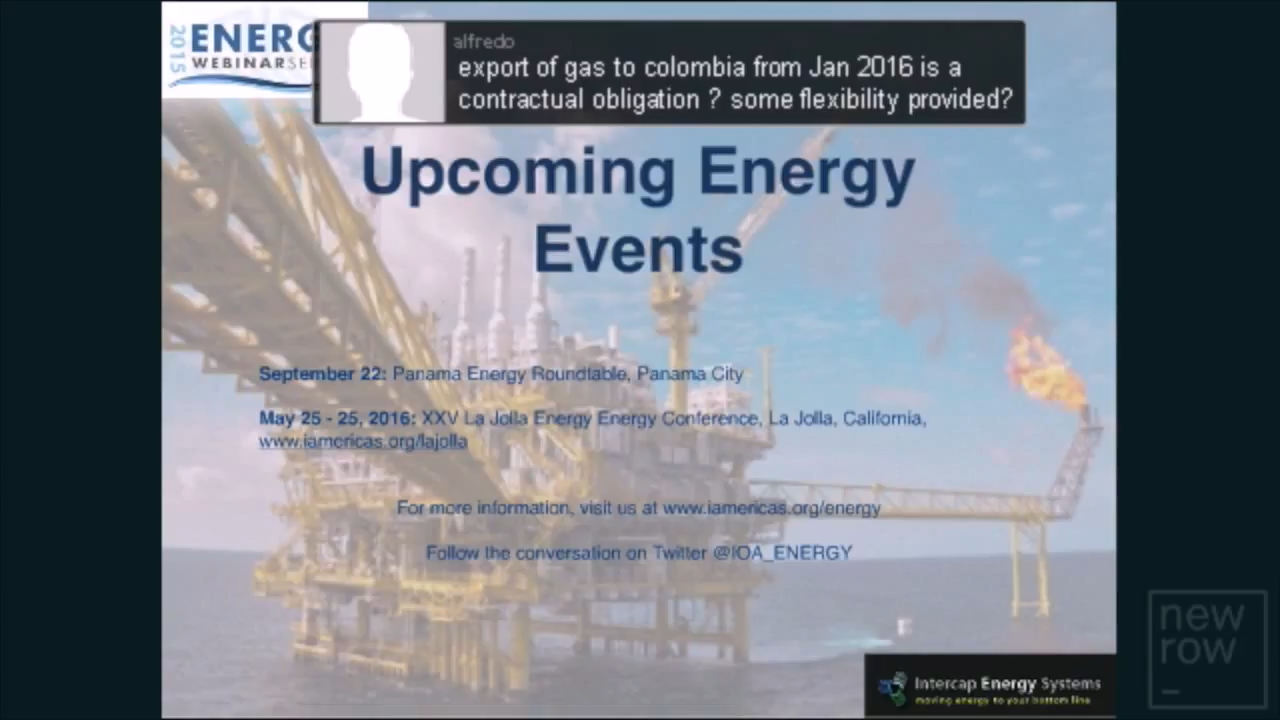 2015
ENERG
WEBINARSE
alfredo
export of gas to colombia from Jan 2016 is a
contractual obligation ? some flexibility provided?
Upcoming Energy
Events
September 22: Panama Energy Roundtable, Panama City
May 25 - 25, 2016: XXV La Jolla Energy Energy Conference, La Jolla, California,
www.iamericas.org/lajolla
For more information, visit us at www.iamericas.org/energy
Follow the conversation on Twitter @IOA_ENERGY
Intercap Energy Systems
moving energy to your bottom line
new
row
_